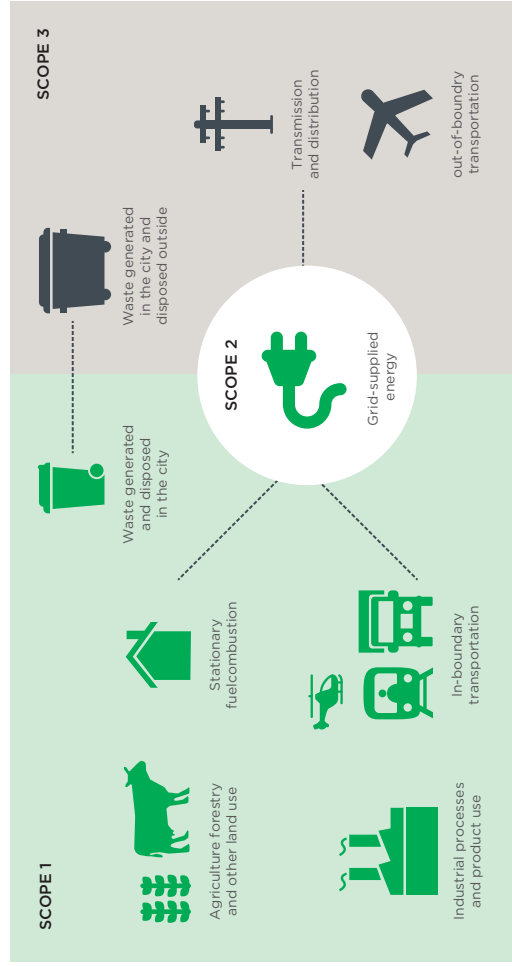 SCOPE 1
SCOPE 3
Waste generated
and disposed
in the city
Waste generated
in the city and
disposed outside
Agriculture forestry
and other land use
Stationary
fuelcombustion
SCOPE 2
Grid-supplied
energy
Transmission
and distribution
Industrial processes
and product use
In-boundary
transportation
out-of-boundry
transportation